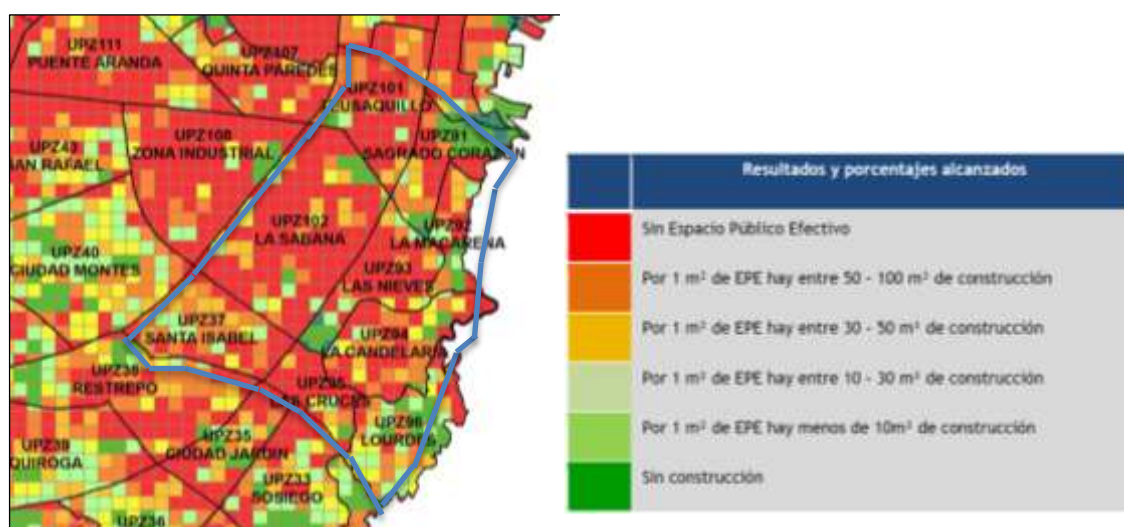 UPZ111
PUENTE ARANDA
UPZ107
QUINTA PAREDES
UPZ101
TEUSAQUILLO
UPZ108
ZONA INDUSTRIAL
UPZ91
SAGRADO CORAZON
UPZ43
SAN RAFAEL
UPZ102
LA SABANA
UPZ92
LA MACARENA
UPZ40
CIUDAD MONTES
UPZ93
LAS NIEVES
UPZ37
SANTA ISABEL
UPZ94
LA CANDELARIA
UPZ38
RESTREPO
UPZ95
LAS CRUCES
UPZ96
LOURDES
UPZ35
CIUDAD JARDIN
UPZ39
QUIROGA
UPZ33
SOSIEGO
UPZ36
Resultados y porcentajes alcanzados
Sin Espacio Público Efectivo
Por 1 m² de EPE hay entre 50 - 100 m² de construcción
Por 1 m² de EPE hay entre 30 - 50 m² de construcción
Por 1 m² de EPE hay entre 10 - 30 m² de construcción
Por 1 m² de EPE hay menos de 10m² de construcción
Sin construcción